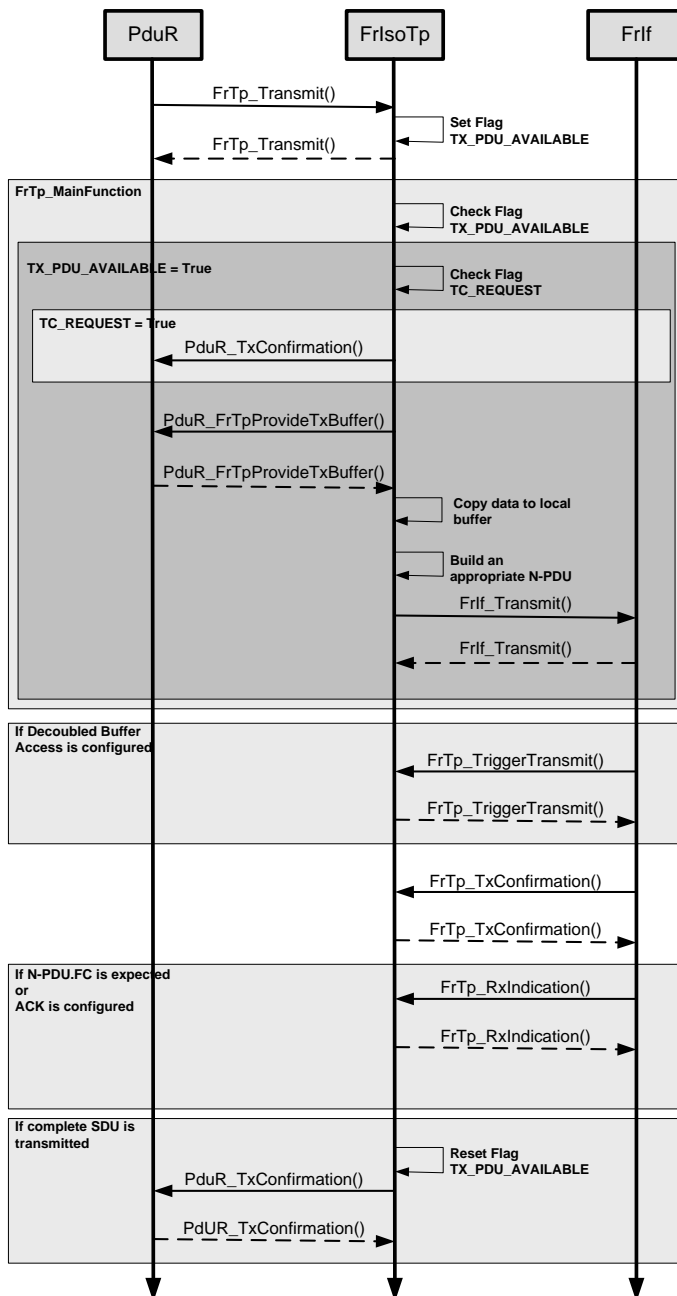 PduR
FrIsoTp
FrIf
FrTp_Transmit()
Set Flag
TX_PDU_AVAILABLE
FrTp_Transmit()
FrTp_MainFunction
Check Flag
TX_PDU_AVAILABLE
TX_PDU_AVAILABLE = True
Check Flag
TC_REQUEST
TC_REQUEST = True
PduR_TxConfirmation()
PduR_FrTpProvideTxBuffer()
PduR_FrTpProvideTxBuffer()
Copy data to local
buffer
Build an
appropriate N-PDU
FrIf_Transmit()
FrIf_Transmit()
If Decoubled Buffer
Access is configured
FrTp_TriggerTransmit()
FrTp_TriggerTransmit()
FrTp_TxConfirmation()
FrTp_TxConfirmation()
If N-PDU.FC is expected
or
ACK is configured
FrTp_RxIndication()
FrTp_RxIndication()
If complete SDU is
transmitted
Reset Flag
TX_PDU_AVAILABLE
PduR_TxConfirmation()
PdUR_TxConfirmation()